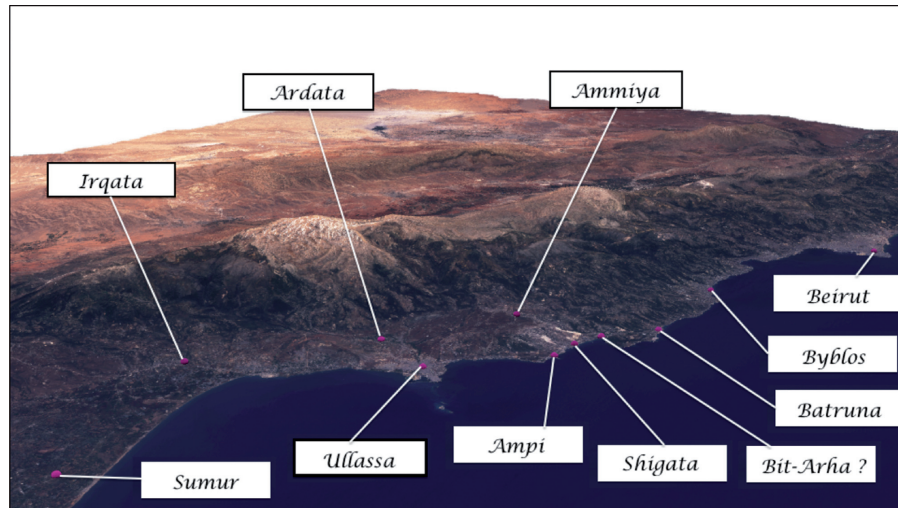 Ardata
Ammiya
Irqata
Beirut
Byblos
Batruna
Ullassa
Ampi
Shigata
Bit-Arha ?
Sumur